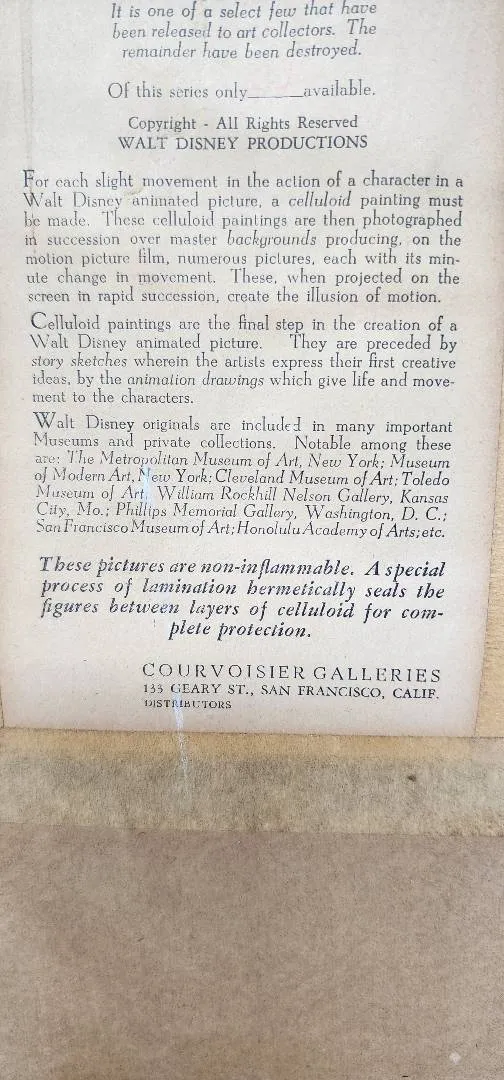 It is one of a select few that have
been released to art collectors. The
remainder have been destroyed.
Of this series only______available.
Copyright - All Rights Reserved
WALT DISNEY PRODUCTIONS
For each slight movement in the action of a character in a
Walt Disney animated picture, a celluloid painting must
be made. These celluloid paintings are then photographed
in succession over master backgrounds producing, on the
motion picture film, numerous pictures, each with its min-
ute change in movement. These, when projected on the
screen in rapid succession, create the illusion of motion.
Celluloid paintings are the final step in the creation of a
Walt Disney animated picture. They are preceded by
story sketches wherein the artists express their first creative
ideas, by the animation drawings which give life and move-
ment to the characters.
Walt Disney originals are included in many important
Museums and private collections. Notable among these
are: The Metropolitan Museum of Art, New York; Museum
of Modern Art, New York; Cleveland Museum of Art; Toledo
Museum of Art, William Rockhill Nelson Gallery, Kansas
City, Mo.; Phillips Memorial Gallery, Washington, D. C.;
San Francisco Museum of Art; Honolulu Academy of Arts; etc.
These pictures are non-inflammable. A special
process of lamination hermetically seals the
figures between layers of celluloid for com-
plete protection.
COURVOISIER GALLERIES
133 GEARY ST., SAN FRANCISCO, CALIF.
DISTRIBUTORS